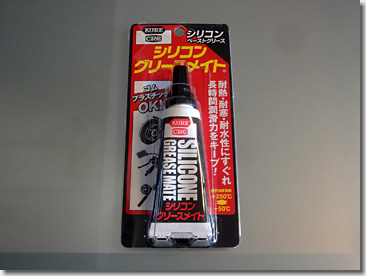 KURE
CRC
シリコン
ペーストグリース
シリコン
グリースメイト
ゴム
プラスチック
OK!
耐熱・耐寒・耐水性にすぐれ
長時間潤滑力をキープ!
+250℃
-50℃
KURE
CRC
SILICONE
GREASE MATE
シリコン
グリースメイト